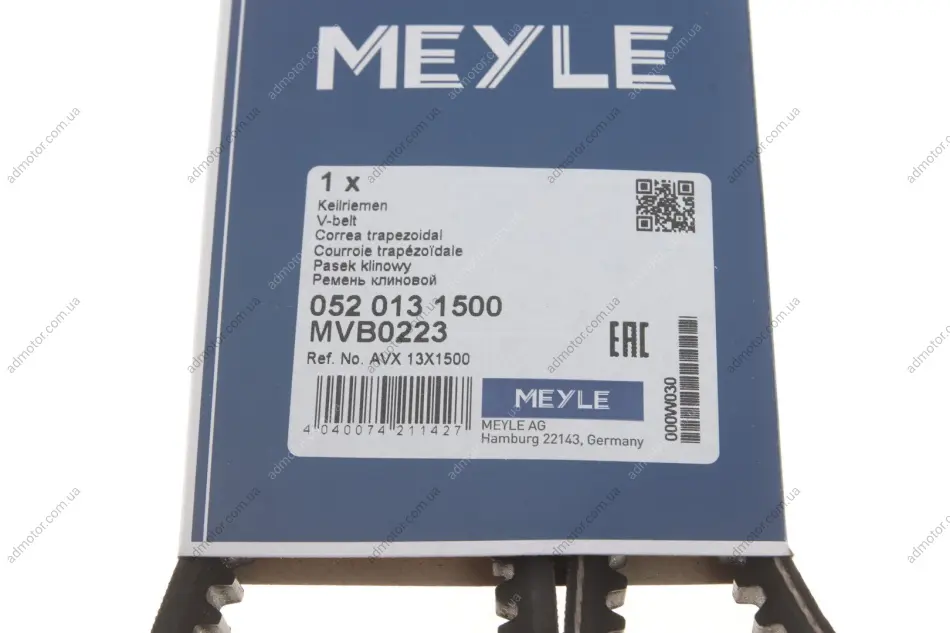 MEYLE
1 x
Keilriemen
V-belt
Correa trapezoidal
Courroie trapézoïdale
Pasek klinowy
Ремень клиновой
052 013 1500
MVB0223
Ref. No. AVX 13X1500
EAC
4 040074 211427
MEYLE
MEYLE AG
Hamburg 22143, Germany
000W030
admotor.com.ua